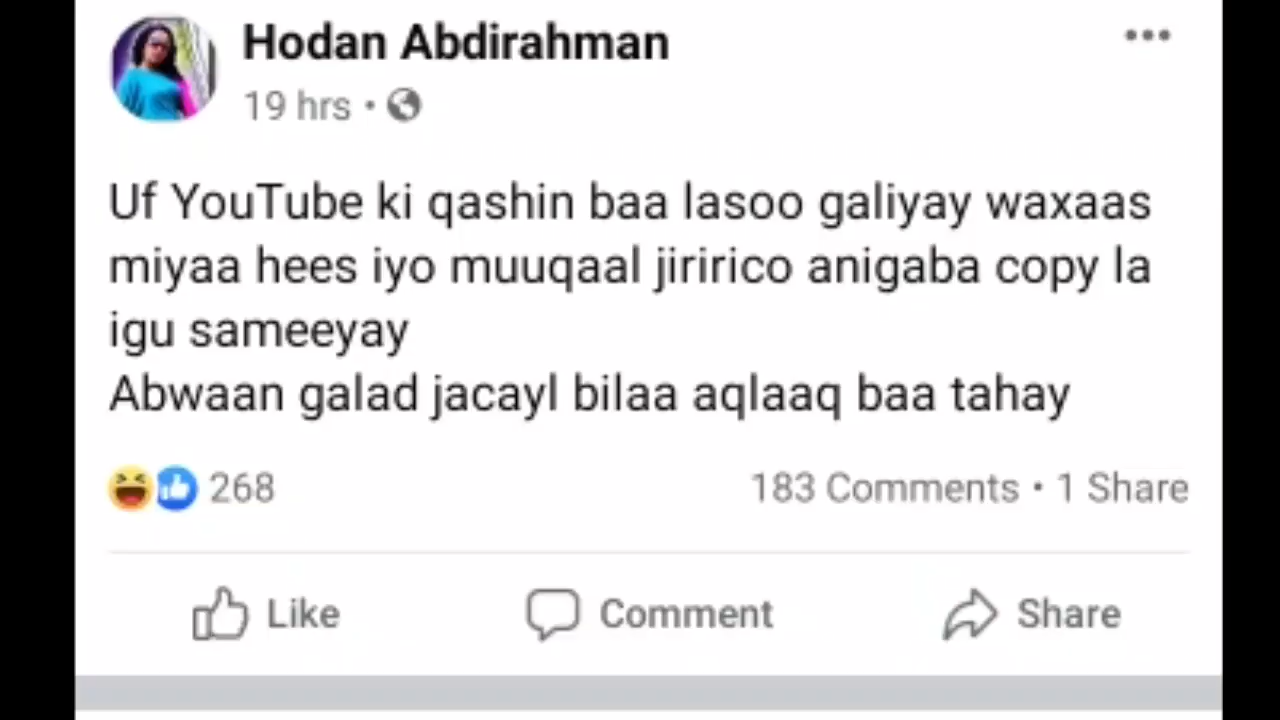 Hodan Abdirahman
19 hrs •
Uf YouTube ki qashin baa lasoo galiyay waxaas
miyaa hees iyo muuqaal jiririco anigaba copy la
igu sameeyay
Abwaan galad jacayl bilaa aqlaaq baa tahay
268
183 Comments • 1 Share
Like
Comment
Share